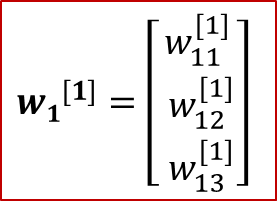 w₁^[1] = [ w₁₁^[1]
w₁₂^[1]
w₁₃^[1] ]